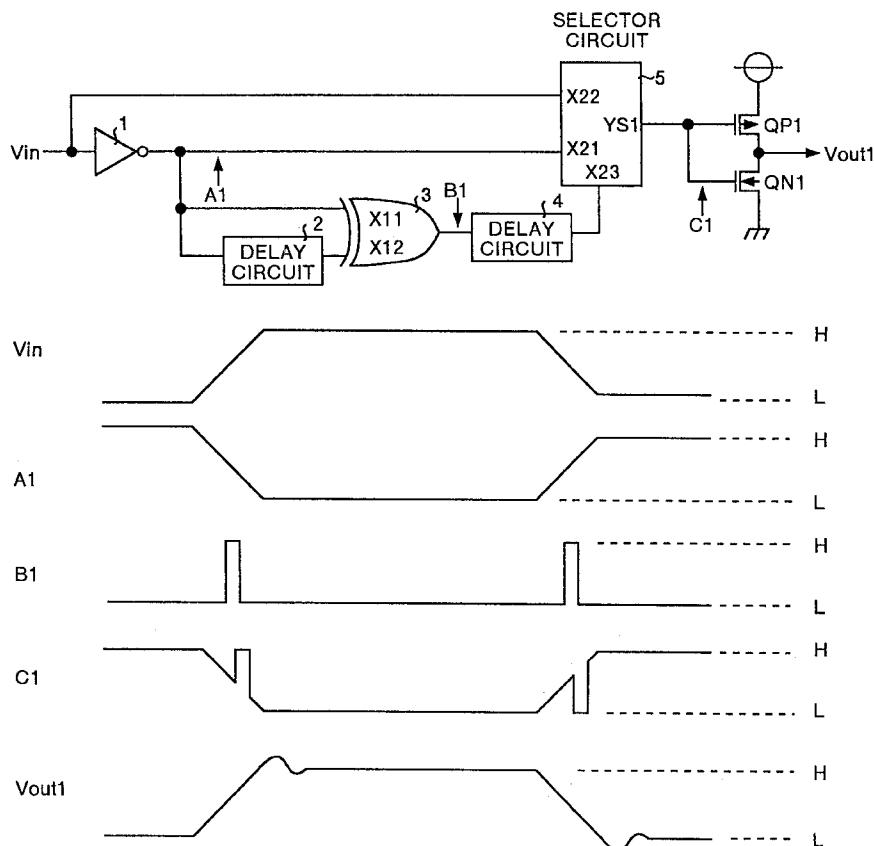 SELECTOR
CIRCUIT
5
X22
YS1
QP1
Vin
1
X21
Vout1
X23
A1
3
B1
4
QN1
X11
2
X12
DELAY
CIRCUIT
DELAY
CIRCUIT
C1
Vin
H
L
A1
H
L
B1
H
L
C1
H
L
Vout1
H
L